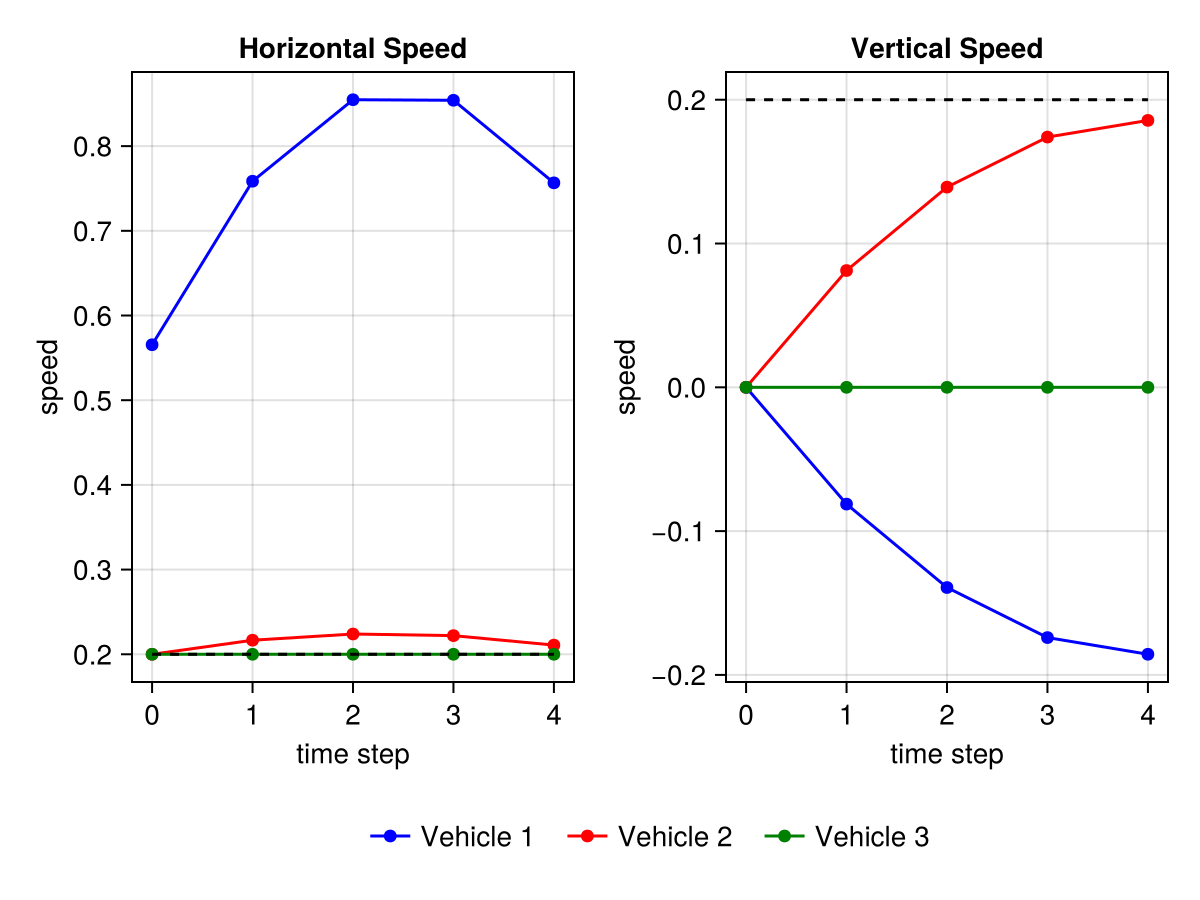 Horizontal Speed
0.8
0.7
0.6
0.5
0.4
0.3
0.2
speed
0 1 2 3 4
time step
Vertical Speed
0.2
0.1
0.0
−0.1
−0.2
speed
0 1 2 3 4
time step
Vehicle 1 Vehicle 2 Vehicle 3